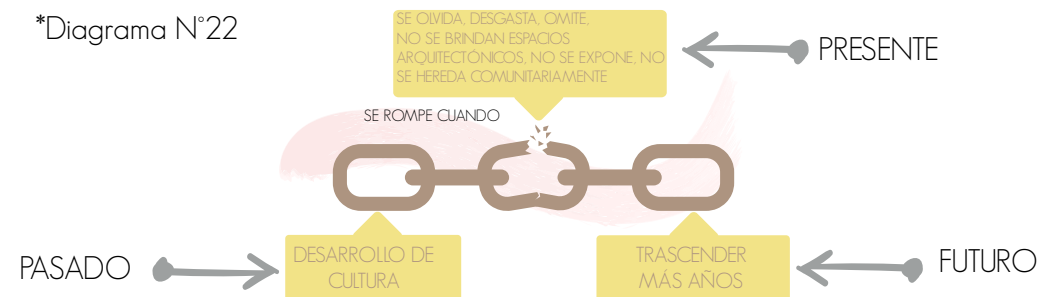 *Diagrama N°22
SE OLVIDA, DESGASTA, OMITE,
NO SE BRINDAN ESPACIOS
ARQUITECTÓNICOS, NO SE EXPONE, NO
SE HEREDA COMUNITARIAMENTE
PRESENTE
SE ROMPE CUANDO
PASADO
DESARROLLO DE
CULTURA
TRASCENDER
MÁS AÑOS
FUTURO